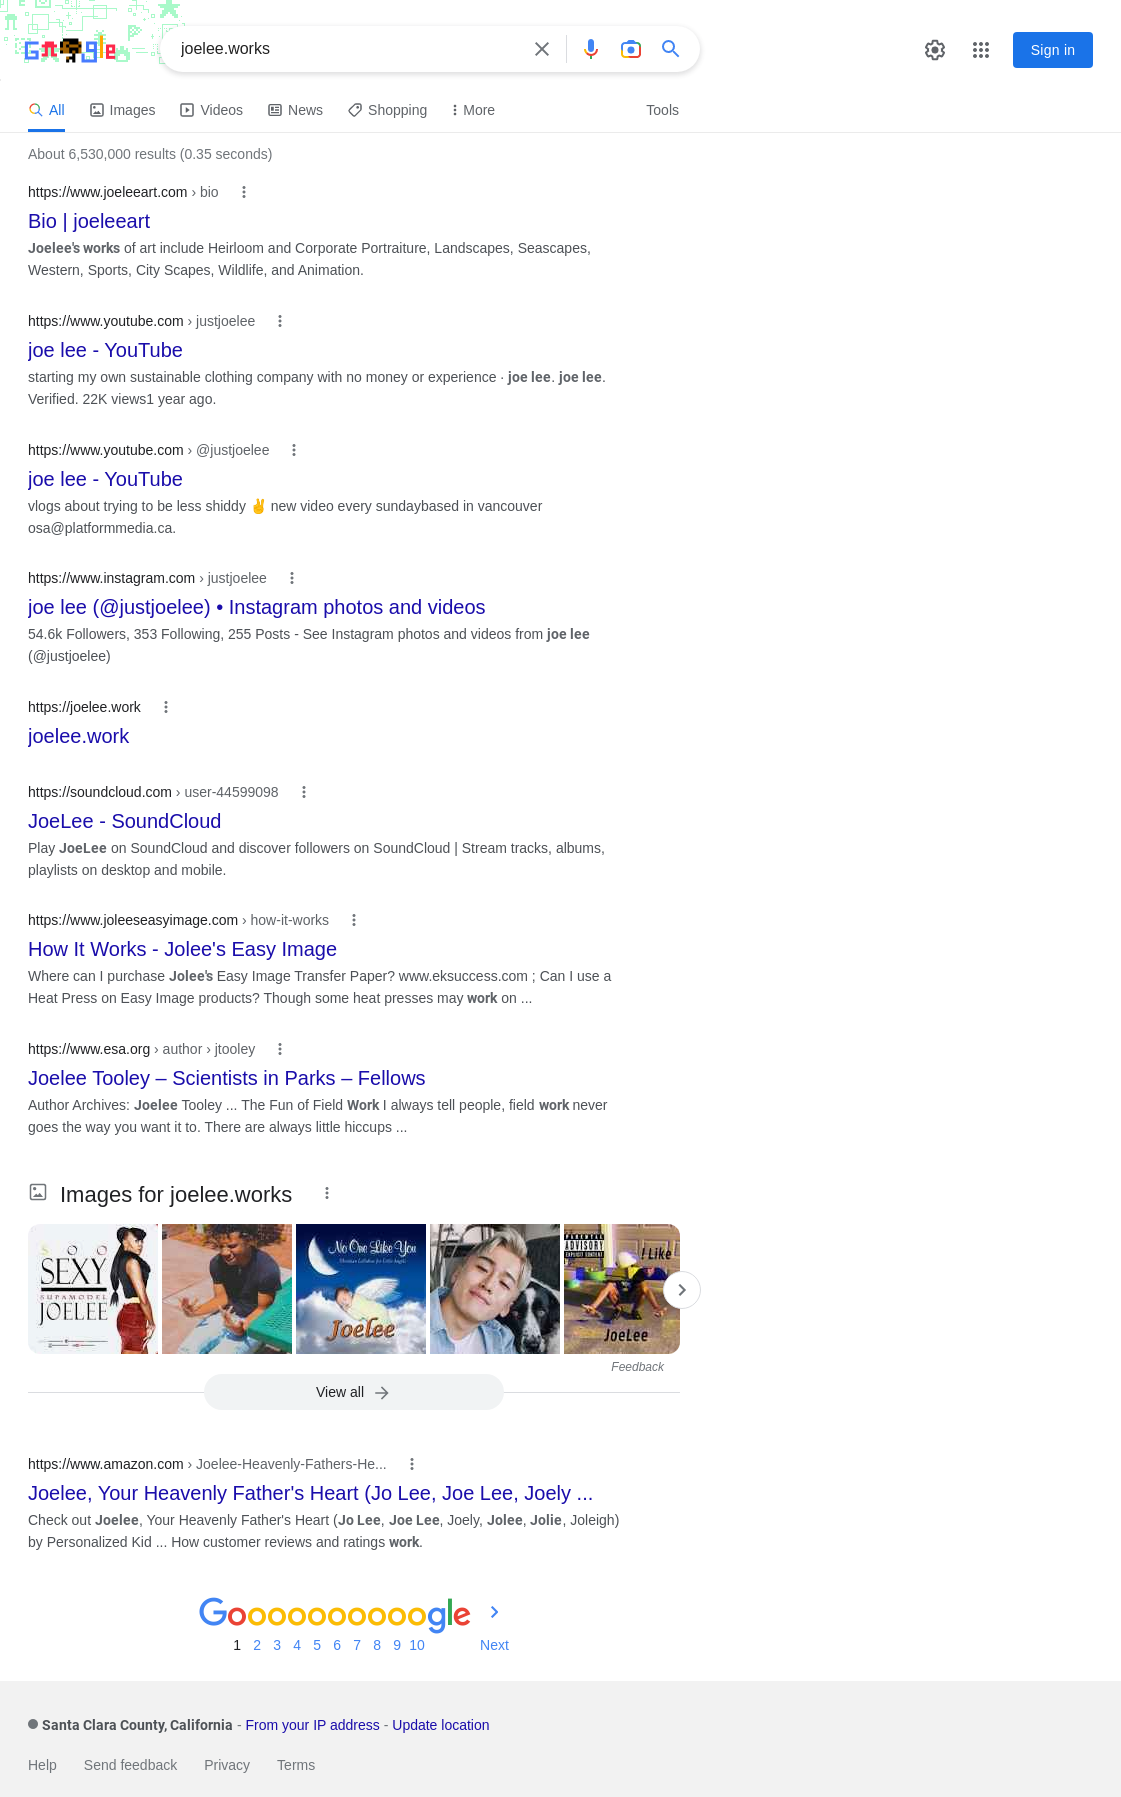 Google
joelee.works
Sign in
All Images Videos News Shopping More Tools
About 6,530,000 results (0.35 seconds)
https://www.joeleeart.com › bio
Bio | joeleeart
Joelee's works of art include Heirloom and Corporate Portraiture, Landscapes, Seascapes,
Western, Sports, City Scapes, Wildlife, and Animation.
https://www.youtube.com › justjoelee
joe lee - YouTube
starting my own sustainable clothing company with no money or experience · joe lee. joe lee.
Verified. 22K views1 year ago.
https://www.youtube.com › @justjoelee
joe lee - YouTube
vlogs about trying to be less shiddy ✌️ new video every sundaybased in vancouver
osa@platformmedia.ca.
https://www.instagram.com › justjoelee
joe lee (@justjoelee) • Instagram photos and videos
54.6k Followers, 353 Following, 255 Posts - See Instagram photos and videos from joe lee
(@justjoelee)
https://joelee.work
joelee.work
https://soundcloud.com › user-44599098
JoeLee - SoundCloud
Play JoeLee on SoundCloud and discover followers on SoundCloud | Stream tracks, albums,
playlists on desktop and mobile.
https://www.joleeseasyimage.com › how-it-works
How It Works - Jolee's Easy Image
Where can I purchase Jolee's Easy Image Transfer Paper? www.eksuccess.com ; Can I use a
Heat Press on Easy Image products? Though some heat presses may work on ...
https://www.esa.org › author › jtooley
Joelee Tooley – Scientists in Parks – Fellows
Author Archives: Joelee Tooley ... The Fun of Field Work I always tell people, field work never
goes the way you want it to. There are always little hiccups ...
Images for joelee.works
SOO
SEXY
SUPAMODEL
JOELEE
No One Like You
Christian Lullabies for Little Angels
Joelee
PARENTAL
ADVISORY
EXPLICIT CONTENT
I Like
JoeLee
Feedback
View all
https://www.amazon.com › Joelee-Heavenly-Fathers-He...
Joelee, Your Heavenly Father's Heart (Jo Lee, Joe Lee, Joely ...
Check out Joelee, Your Heavenly Father's Heart (Jo Lee, Joe Lee, Joely, Jolee, Jolie, Joleigh)
by Personalized Kid ... How customer reviews and ratings work.
Goooooooooogle
1 2 3 4 5 6 7 8 9 10 Next
Santa Clara County, California - From your IP address - Update location
Help Send feedback Privacy Terms